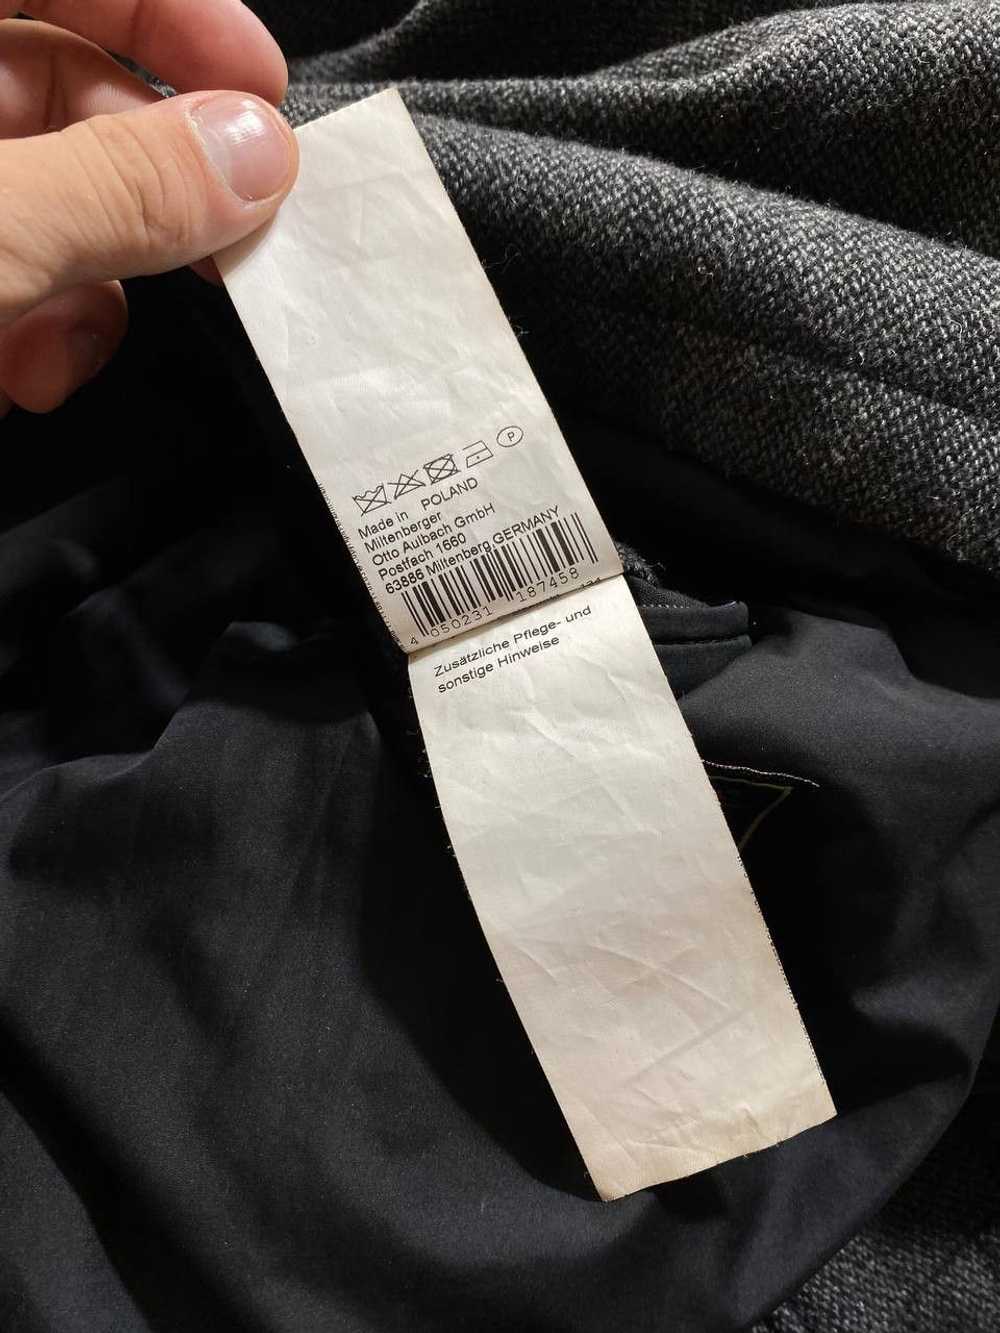 P
Made in POLAND
Miltenberger
Otto Aulbach GmbH
Postfach 1660
63886 Miltenberg GERMANY
4 050231 187458
Zusätzliche Pflege- und
sonstige Hinweise